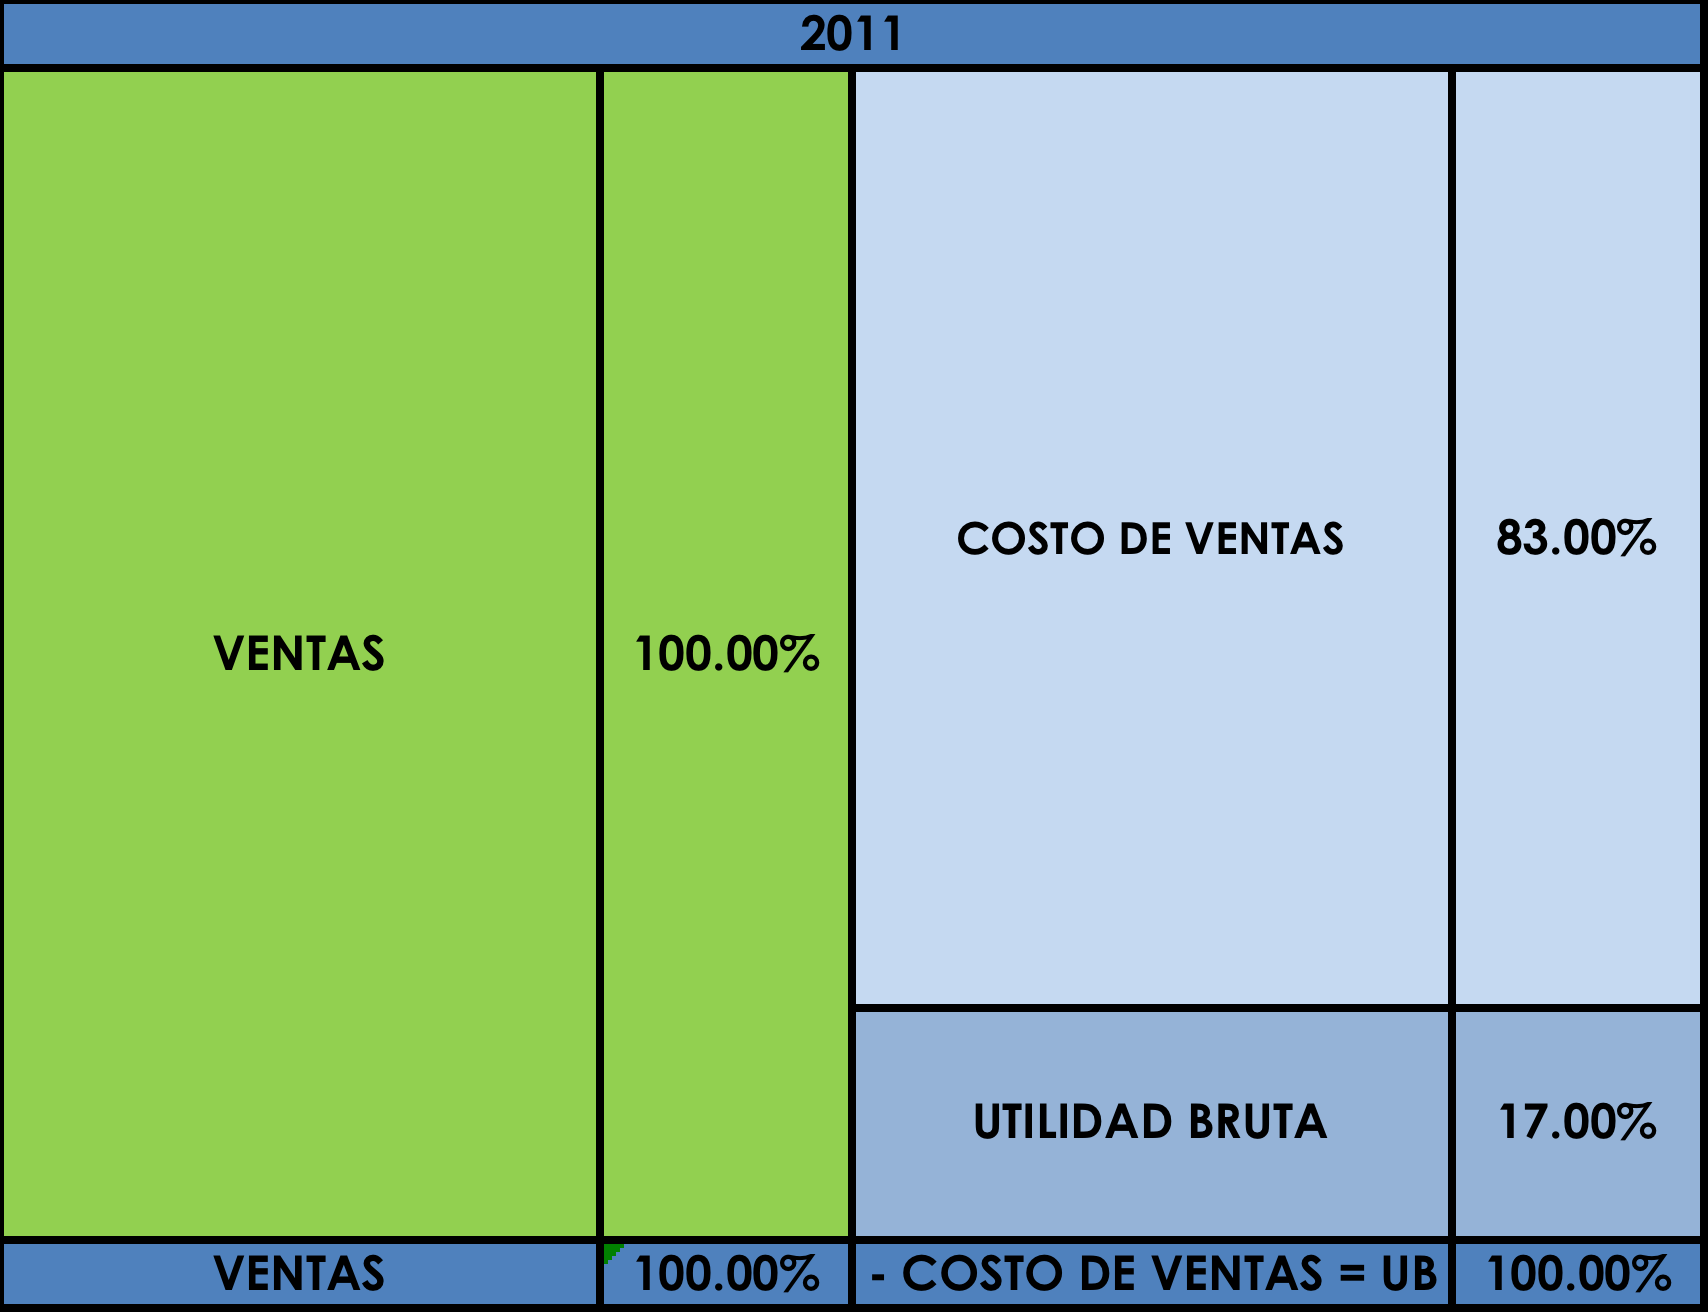 2011
VENTAS
100.00%
COSTO DE VENTAS
83.00%
UTILIDAD BRUTA
17.00%
VENTAS
100.00%
- COSTO DE VENTAS = UB
100.00%